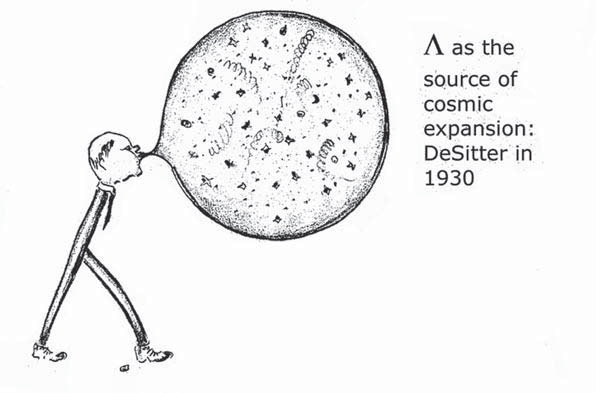 Λ as the
source of
cosmic
expansion:
DeSitter in
1930